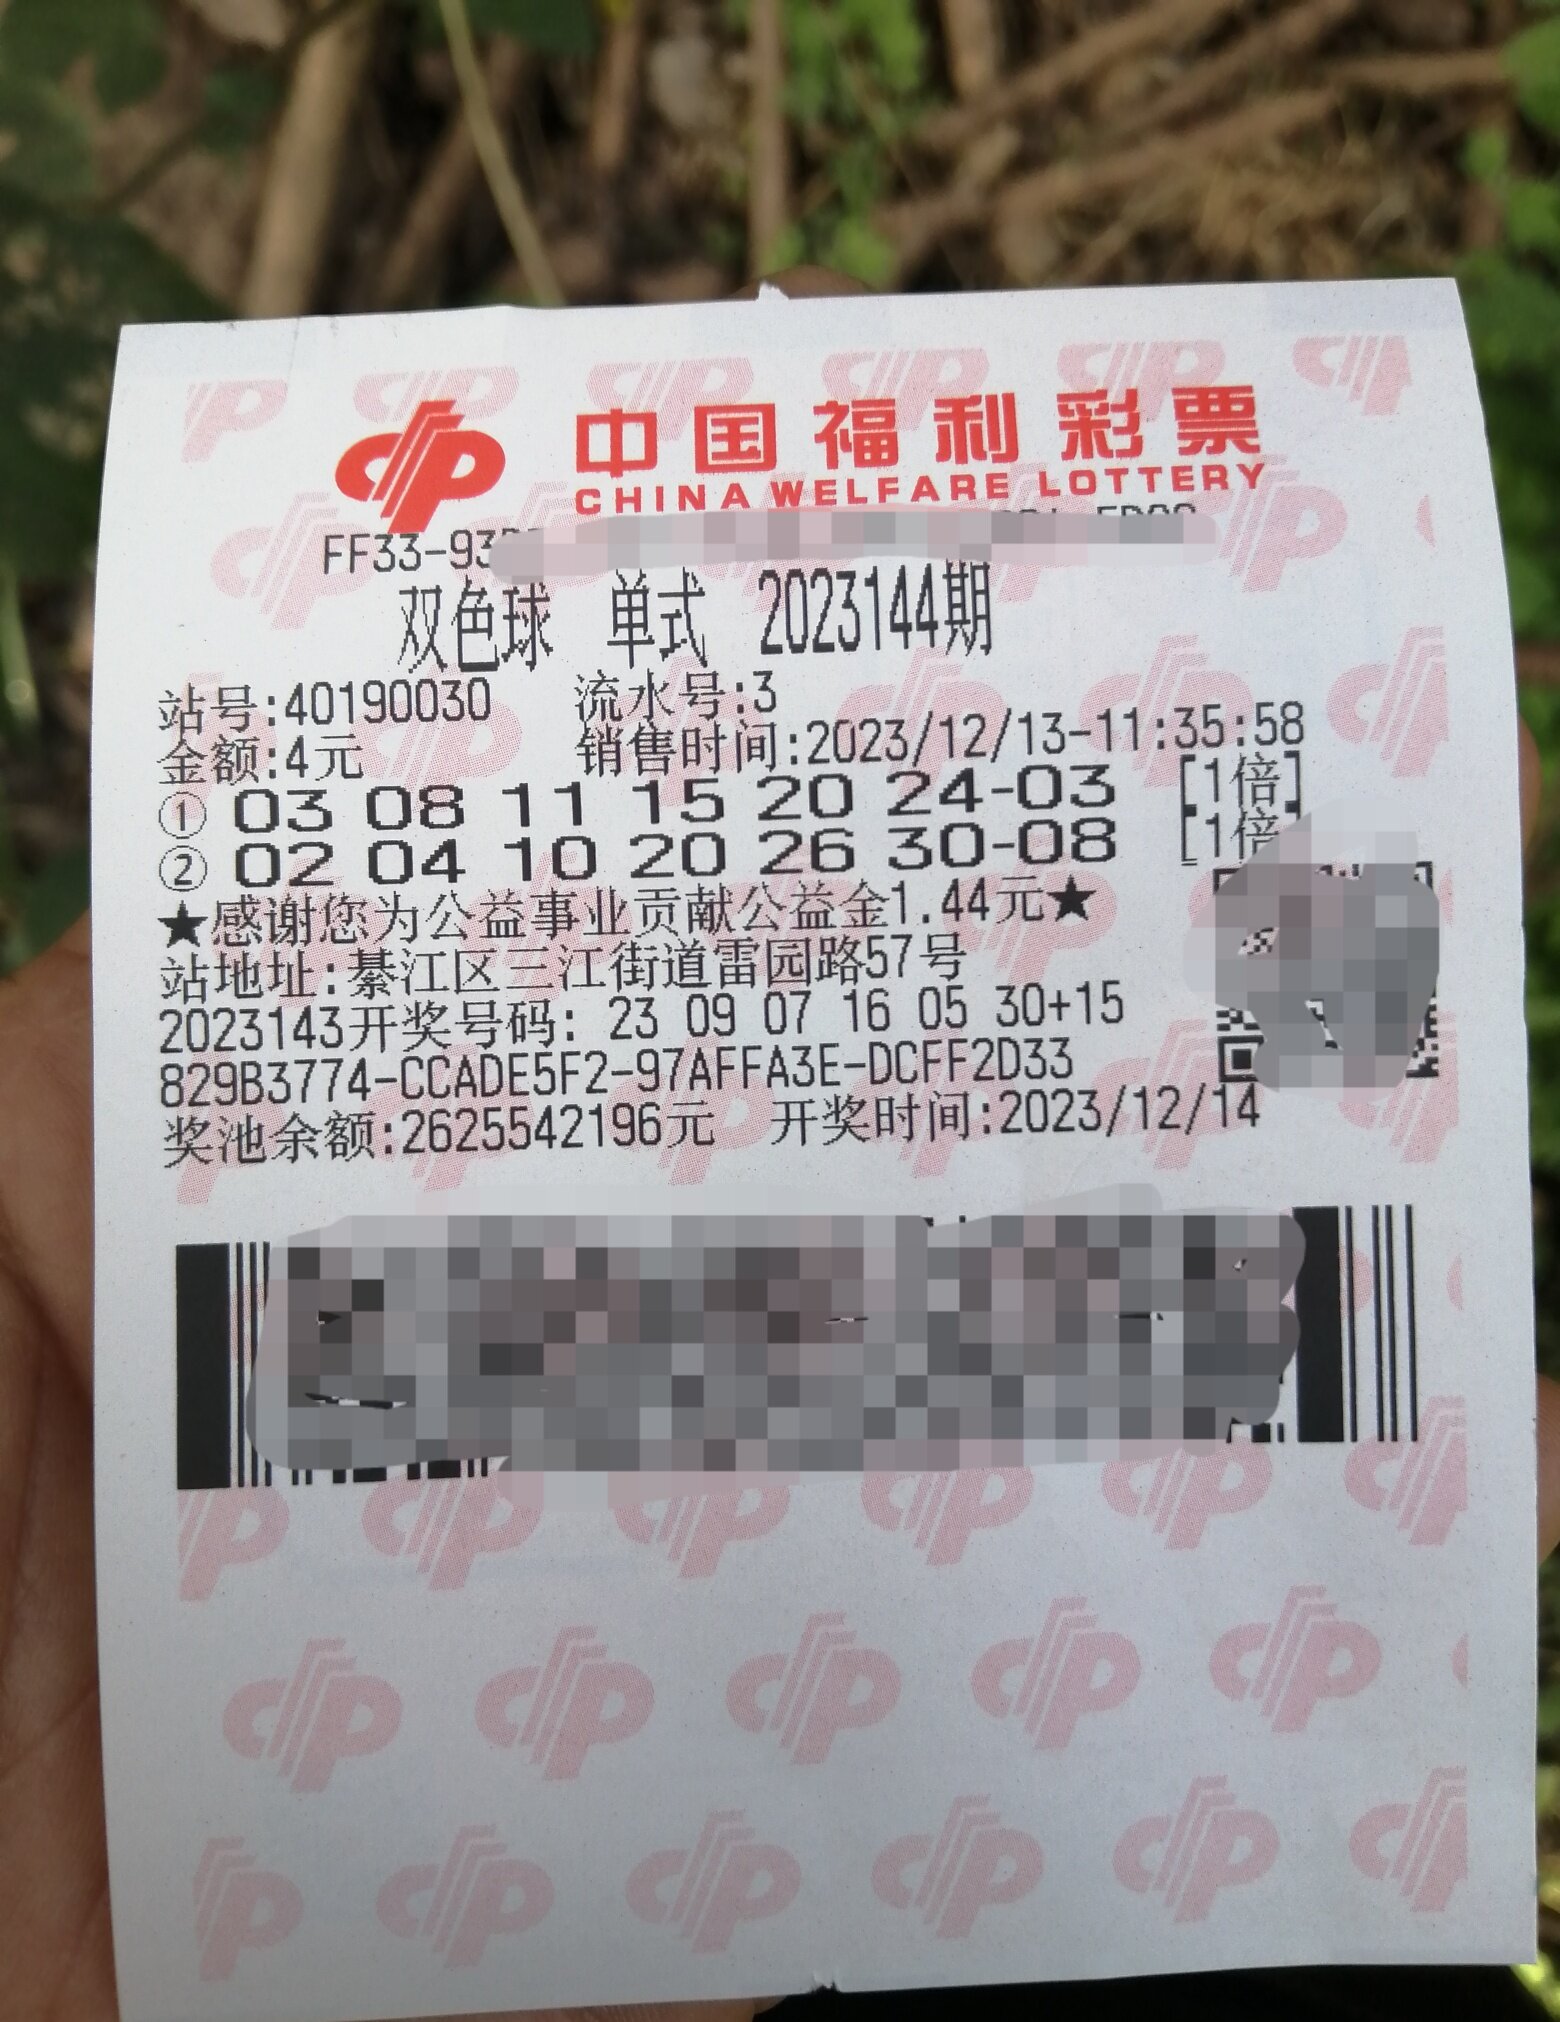 中国福利彩票
CHINA WELFARE LOTTERY
FF33-93
双色球 单式 2023144期
站号:40190030 流水号:3
金额:4元 销售时间:2023/12/13-11:35:58
① 03 08 11 15 20 24-03 [1倍]
② 02 04 10 20 26 30-08 [1倍
★感谢您为公益事业贡献公益金1.44元★
站地址:綦江区三江街道雷园路57号
2023143开奖号码: 23 09 07 16 05 30+15
829B3774-CCADE5F2-97AFFA3E-DCFF2D33
奖池余额:2625542196元 开奖时间:2023/12/14